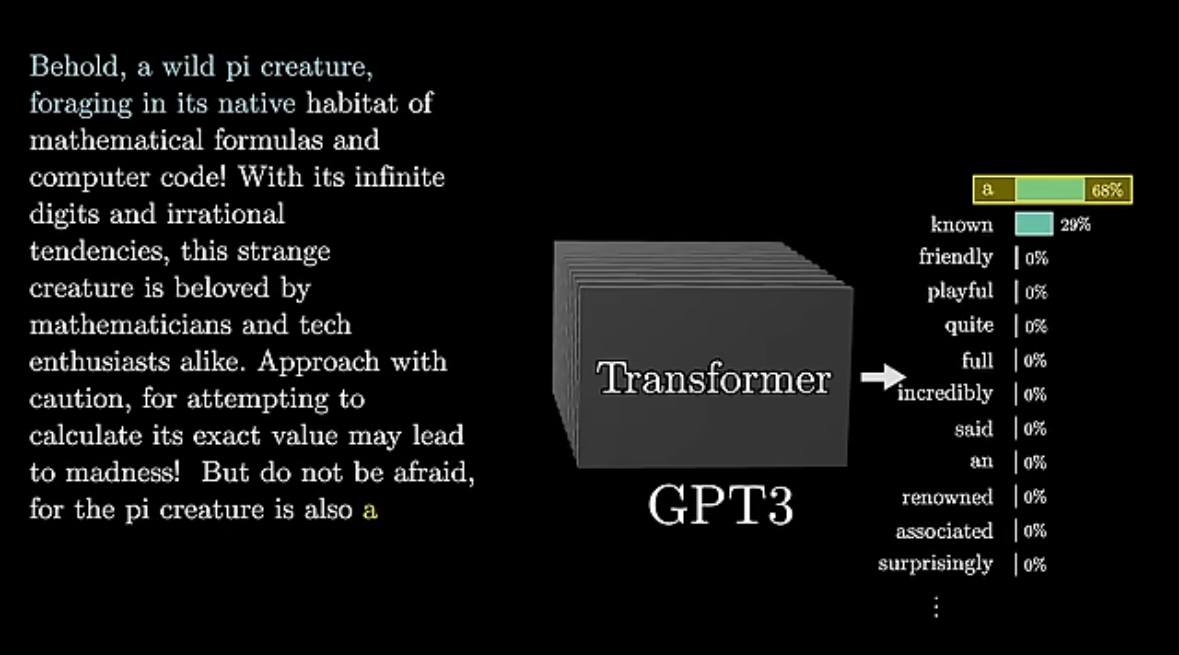 Behold, a wild pi creature,
foraging in its native habitat of
mathematical formulas and
computer code! With its infinite
digits and irrational
tendencies, this strange
creature is beloved by
mathematicians and tech
enthusiasts alike. Approach with
caution, for attempting to
calculate its exact value may lead
to madness!  But do not be afraid,
for the pi creature is also a
Transformer
GPT3
a 68%
known 29%
friendly 0%
playful 0%
quite 0%
full 0%
incredibly 0%
said 0%
an 0%
renowned 0%
associated 0%
surprisingly 0%
⋮